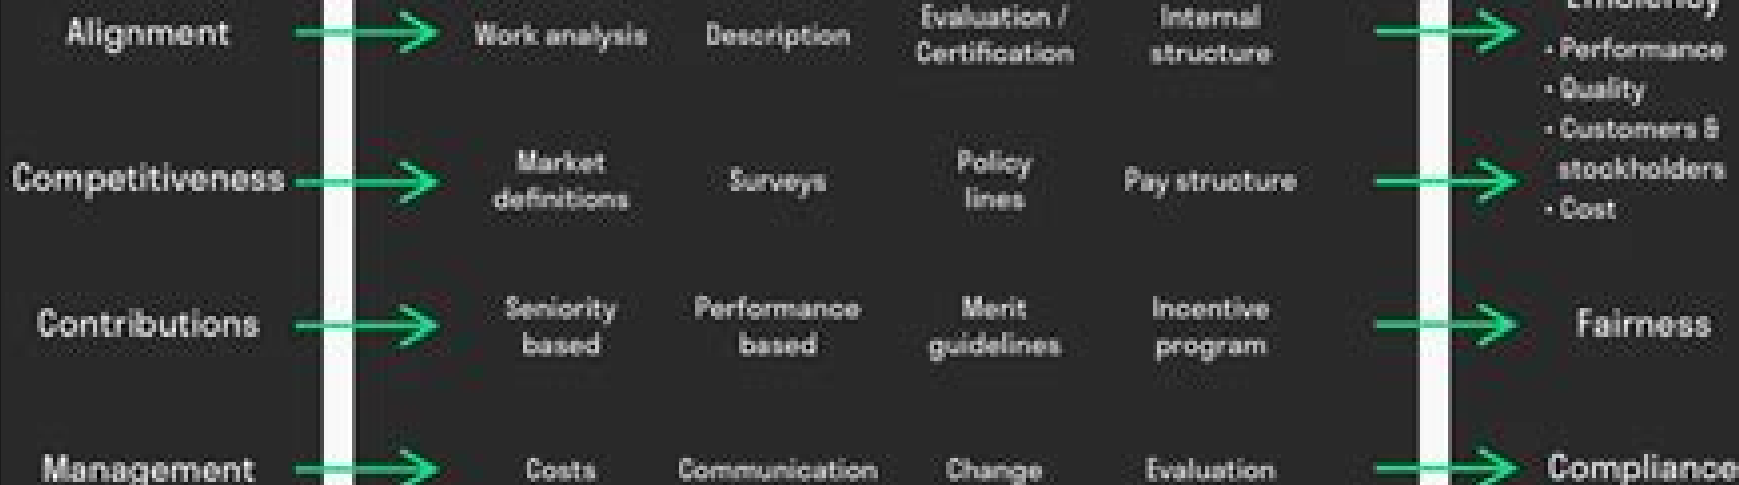 Alignment
Work analysis
Description
Evaluation /
Certification
Internal
structure
Efficiency
• Performance
• Quality
• Customers &
stockholders
• Cost
Competitiveness
Market
definitions
Surveys
Policy
lines
Pay structure
Contributions
Seniority
based
Performance
based
Merit
guidelines
Incentive
program
Fairness
Management
Costs
Communication
Change
Evaluation
Compliance